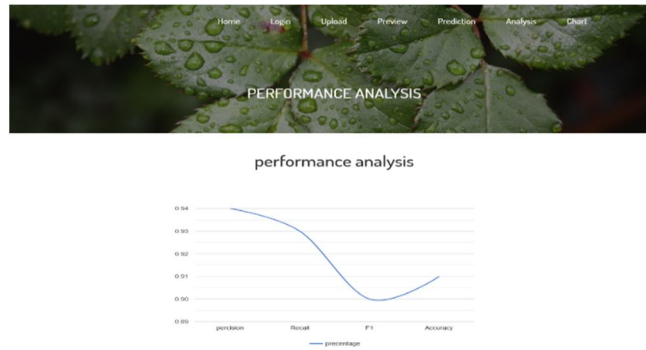 Home Login Upload Preview Prediction Analysis Chart
PERFORMANCE ANALYSIS
performance analysis
0.94
0.93
0.92
0.91
0.90
0.89
percision Recall F1 Accuracy
precentage